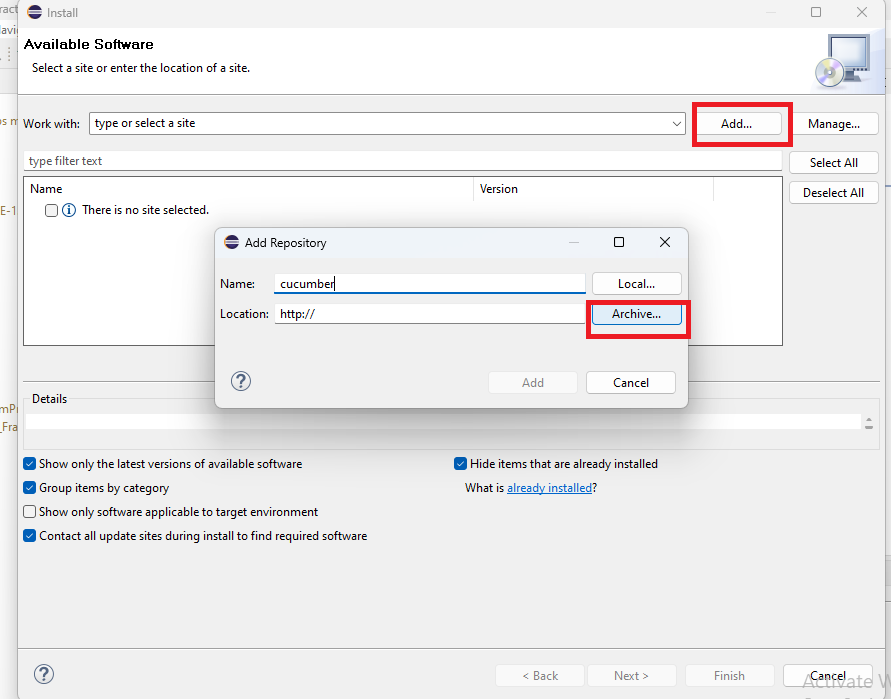 Install
Available Software
Select a site or enter the location of a site.
Work with: type or select a site Add... Manage...
type filter text Select All
Name Version Deselect All
There is no site selected.
Add Repository
Name: cucumber Local...
Location: http:// Archive...
? Add Cancel
Details
Show only the latest versions of available software Hide items that are already installed
Group items by category What is already installed?
Show only software applicable to target environment
Contact all update sites during install to find required software
? < Back Next > Finish Cancel
Activate W